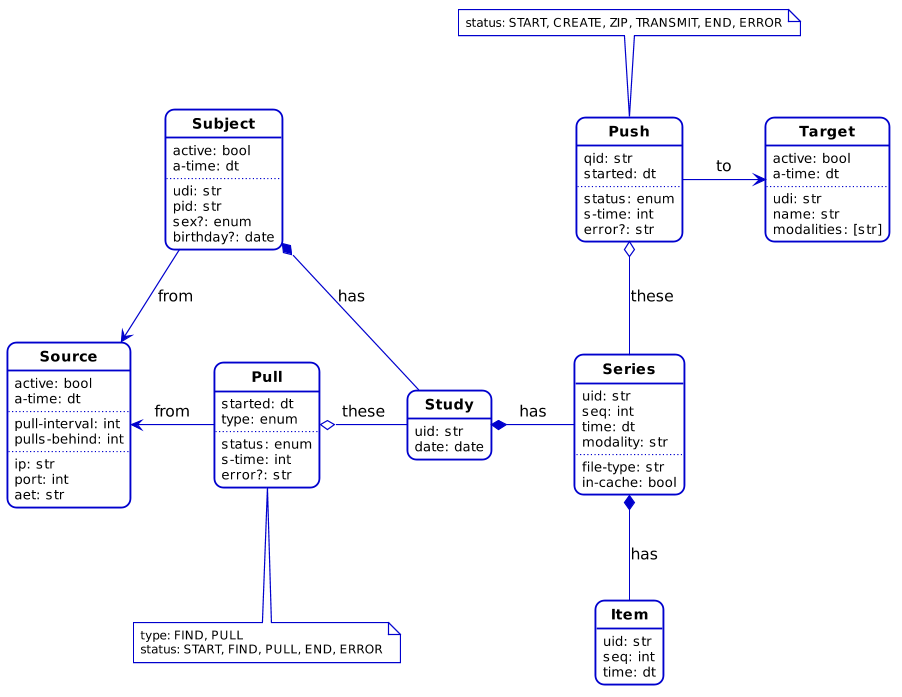 status: START, CREATE, ZIP, TRANSMIT, END, ERROR
Subject
active: bool
a-time: dt
udi: str
pid: str
sex?: enum
birthday?: date
Push
qid: str
started: dt
status: enum
s-time: int
error?: str
to
Target
active: bool
a-time: dt
udi: str
name: str
modalities: [str]
from
has
these
Source
active: bool
a-time: dt
pull-interval: int
pulls-behind: int
ip: str
port: int
aet: str
from
Pull
started: dt
type: enum
status: enum
s-time: int
error?: str
these
Study
uid: str
date: date
has
Series
uid: str
seq: int
time: dt
modality: str
file-type: str
in-cache: bool
has
type: FIND, PULL
status: START, FIND, PULL, END, ERROR
Item
uid: str
seq: int
time: dt